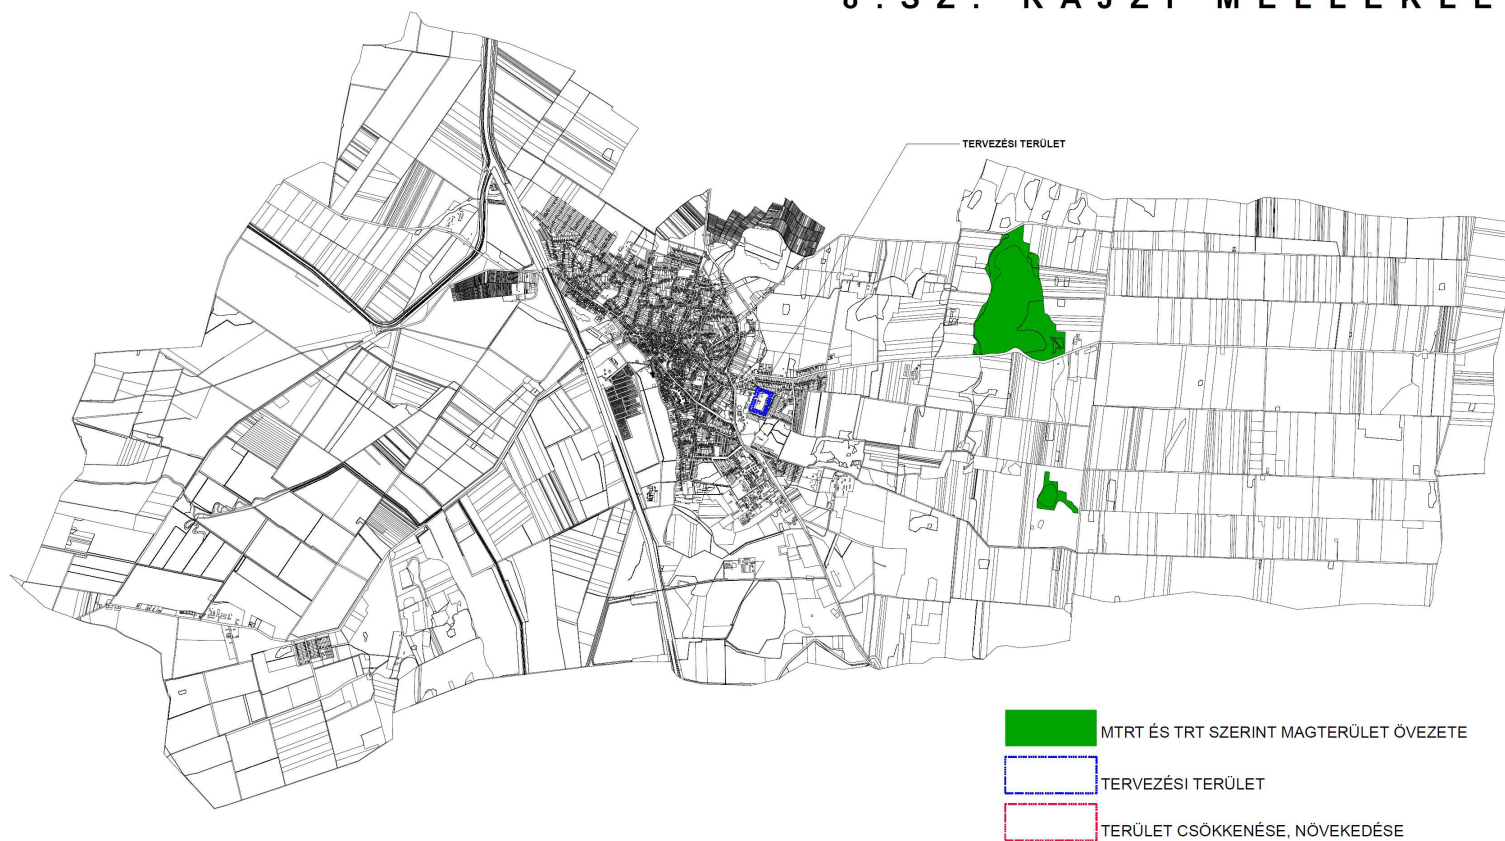 TERVEZÉSI TERÜLET
MTRT ÉS TRT SZERINT MAGTERÜLET ÖVEZETE
TERVEZÉSI TERÜLET
TERÜLET CSÖKKENÉSE, NÖVEKEDÉSE